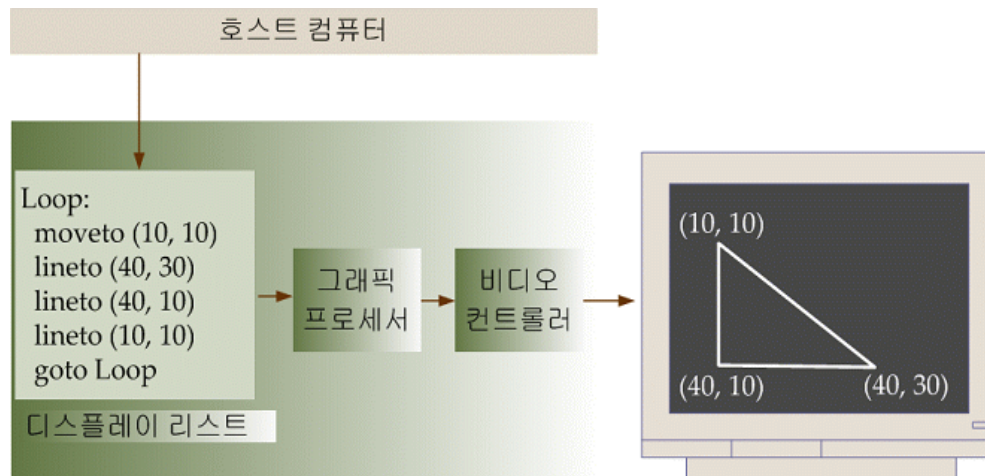 호스트 컴퓨터
Loop:
moveto (10, 10)
lineto (40, 30)
lineto (40, 10)
lineto (10, 10)
goto Loop
디스플레이 리스트
그래픽
프로세서
비디오
컨트롤러
(10, 10)
(40, 10)
(40, 30)